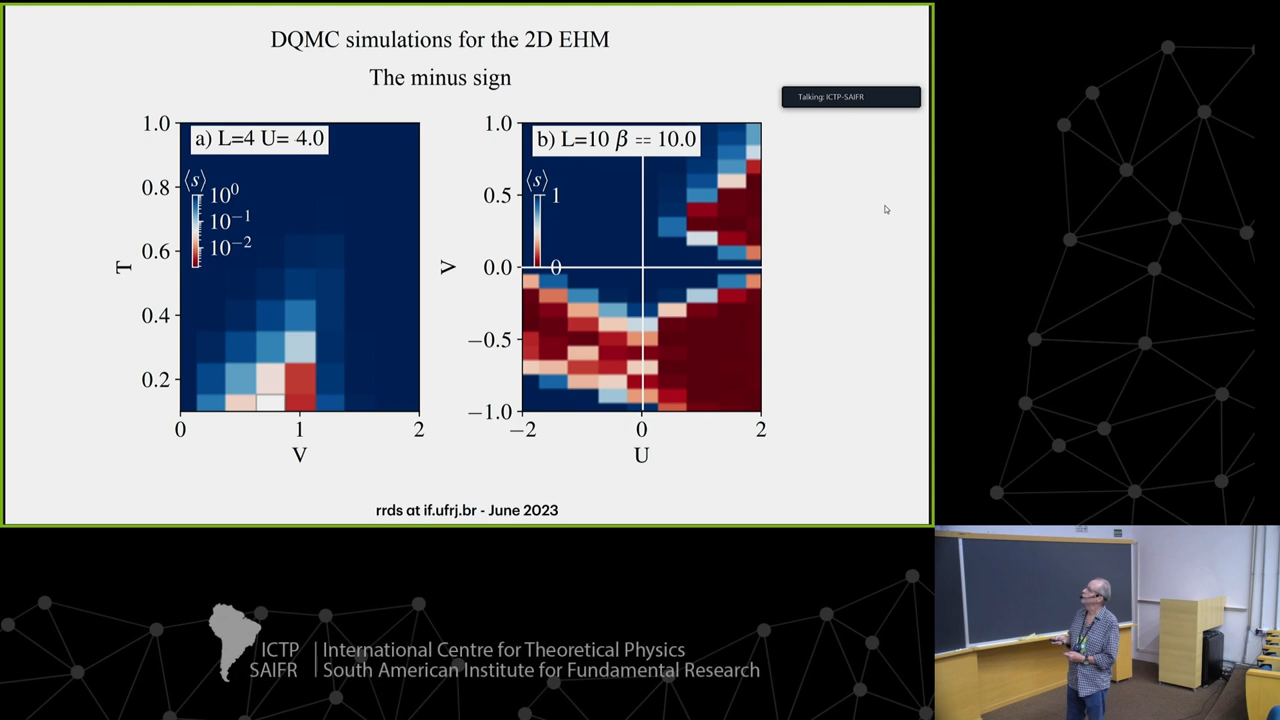 DQMC simulations for the 2D EHM
The minus sign
Talking: ICTP-SAIFR
a) L=4 U= 4.0
⟨s⟩
10⁰
10⁻¹
10⁻²
1.0
0.8
0.6
0.4
0.2
T
0
1
2
V
b) L=10 β == 10.0
⟨s⟩
1
0
1.0
0.5
0.0
−0.5
−1.0
V
−2
0
2
U
rrds at if.ufrj.br - June 2023
ICTP
SAIFR
International Centre for Theoretical Physics
South American Institute for Fundamental Research